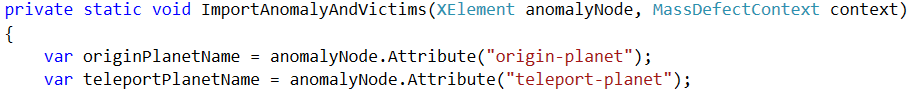 private static void ImportAnomalyAndVictims(XElement anomalyNode, MassDefectContext context)
{
    var originPlanetName = anomalyNode.Attribute("origin-planet");
    var teleportPlanetName = anomalyNode.Attribute("teleport-planet");